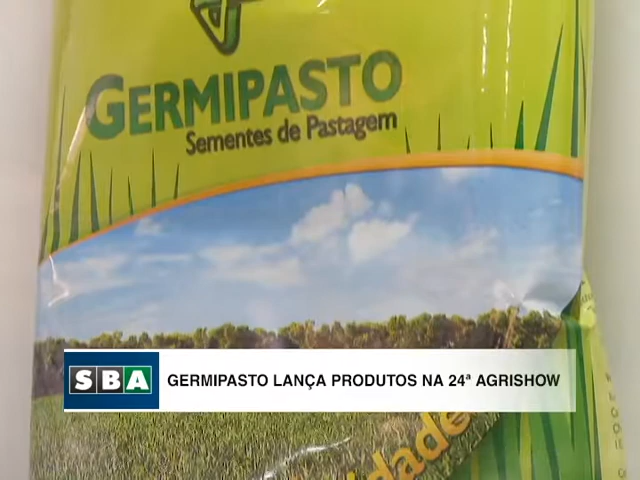 GERMIPASTO
Sementes de Pastagem
SBA
GERMIPASTO LANÇA PRODUTOS NA 24ª AGRISHOW